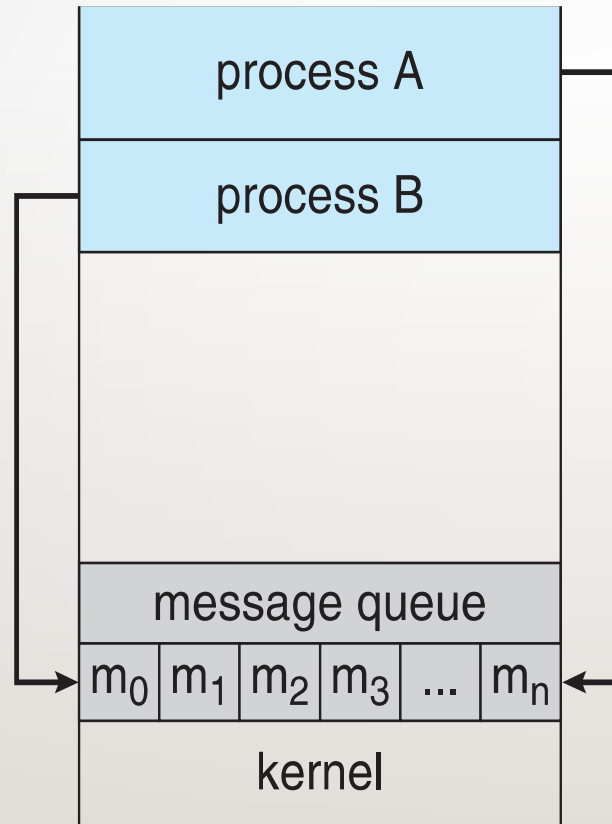 process A
process B
message queue
m₀ m₁ m₂ m₃ ... mₙ
kernel